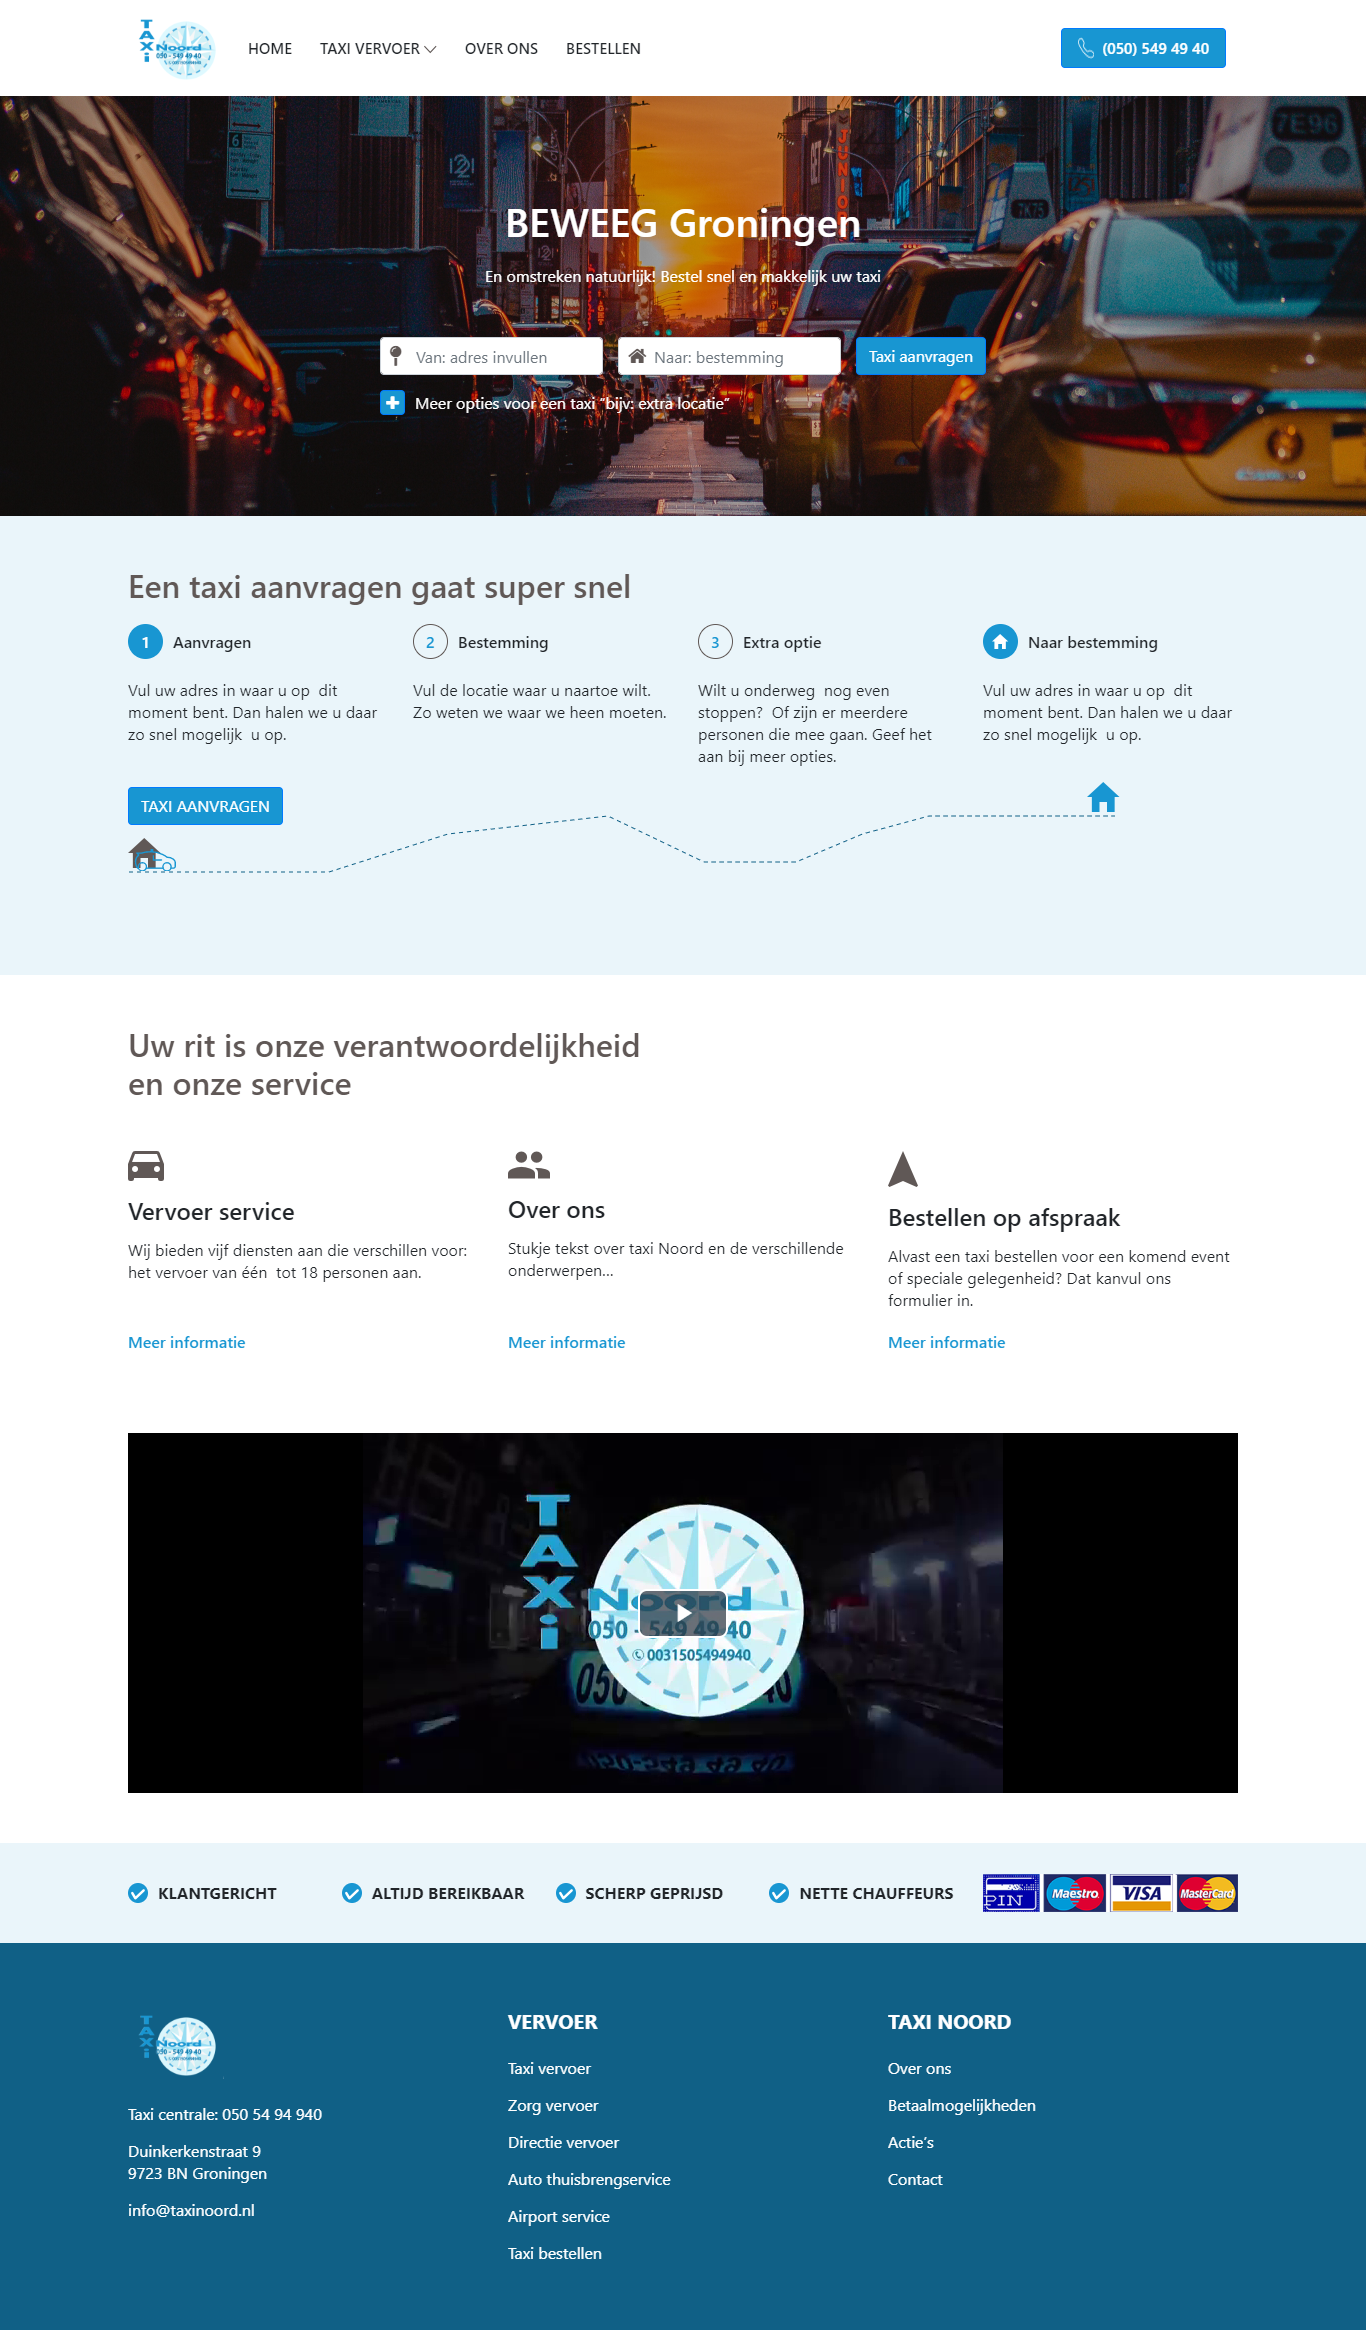 TAXi
Noord
050 - 549 49 40
HOME
TAXI VERVOER
OVER ONS
BESTELLEN
(050) 549 49 40
6
121
JUNIO
7E96
7K75
BEWEEG Groningen
En omstreken natuurlijk! Bestel snel en makkelijk uw taxi
Van: adres invullen
Naar: bestemming
Taxi aanvragen
Meer opties voor een taxi “bijv: extra locatie”
Een taxi aanvragen gaat super snel
1 Aanvragen
Vul uw adres in waar u op dit
moment bent. Dan halen we u daar
zo snel mogelijk u op.
2 Bestemming
Vul de locatie waar u naartoe wilt.
Zo weten we waar we heen moeten.
3 Extra optie
Wilt u onderweg nog even
stoppen? Of zijn er meerdere
personen die mee gaan. Geef het
aan bij meer opties.
Naar bestemming
Vul uw adres in waar u op dit
moment bent. Dan halen we u daar
zo snel mogelijk u op.
TAXI AANVRAGEN
Uw rit is onze verantwoordelijkheid
en onze service
Vervoer service
Wij bieden vijf diensten aan die verschillen voor:
het vervoer van één tot 18 personen aan.
Meer informatie
Over ons
Stukje tekst over taxi Noord en de verschillende
onderwerpen...
Meer informatie
Bestellen op afspraak
Alvast een taxi bestellen voor een komend event
of speciale gelegenheid? Dat kanvul ons
formulier in.
Meer informatie
TAXi
Noord
050 - 549 49 40
0031505494940
KLANTGERICHT
ALTIJD BEREIKBAAR
SCHERP GEPRIJSD
NETTE CHAUFFEURS
PIN
Maestro
VISA
MasterCard
TAXi
Noord
050 - 549 49 40
Taxi centrale: 050 54 94 940
Duinkerkenstraat 9
9723 BN Groningen
info@taxinoord.nl
VERVOER
Taxi vervoer
Zorg vervoer
Directie vervoer
Auto thuisbrengservice
Airport service
Taxi bestellen
TAXI NOORD
Over ons
Betaalmogelijkheden
Actie’s
Contact